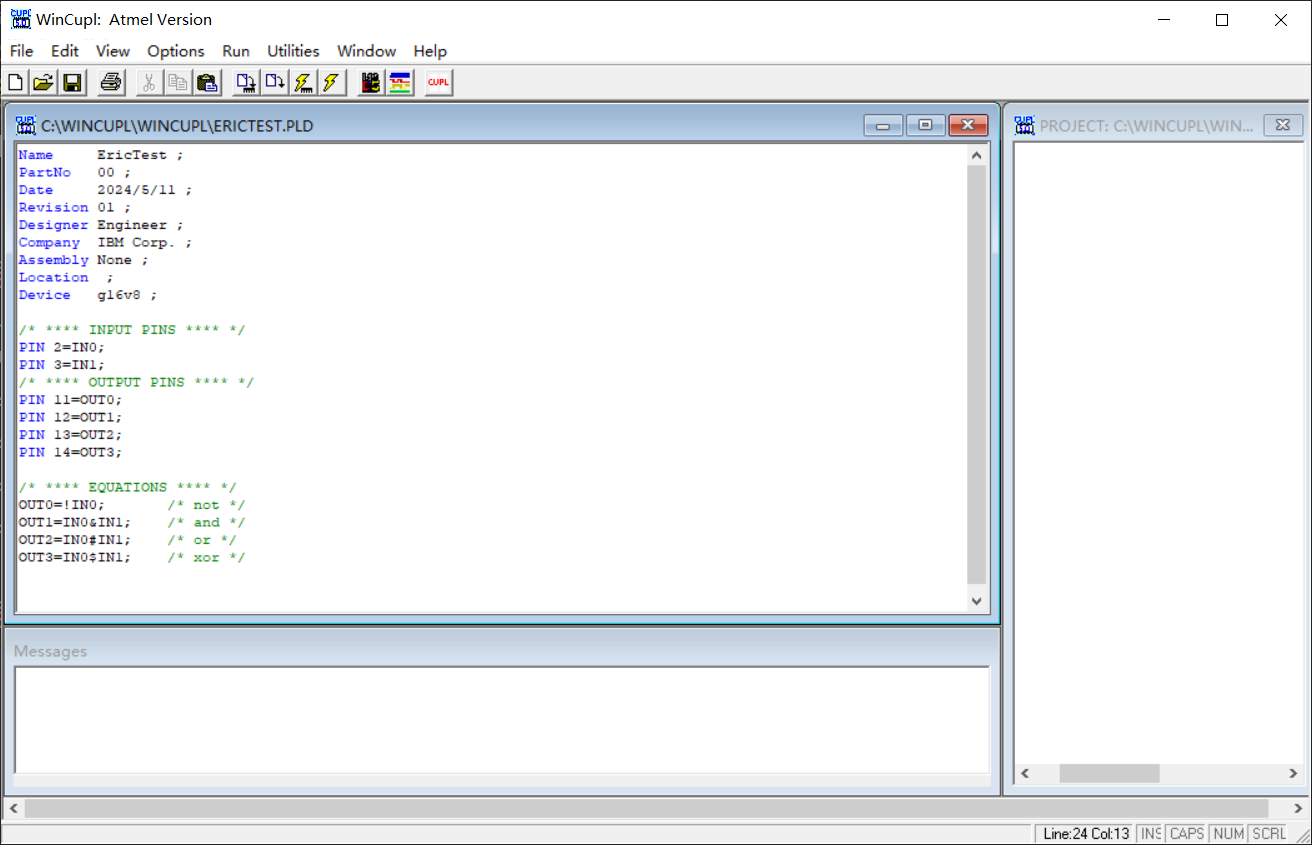 WinCupl:  Atmel Version
File Edit View Options Run Utilities Window Help
CUPL
C:\WINCUPL\WINCUPL\ERICTEST.PLD
Name     EricTest ;
PartNo   00 ;
Date     2024/5/11 ;
Revision 01 ;
Designer Engineer ;
Company  IBM Corp. ;
Assembly None ;
Location  ;
Device   g16v8 ;
/* **** INPUT PINS **** */
PIN 2=IN0;
PIN 3=IN1;
/* **** OUTPUT PINS **** */
PIN 11=OUT0;
PIN 12=OUT1;
PIN 13=OUT2;
PIN 14=OUT3;
/* **** EQUATIONS **** */
OUT0=!IN0;       /* not */
OUT1=IN0&IN1;    /* and */
OUT2=IN0#IN1;    /* or */
OUT3=IN0$IN1;    /* xor */
PROJECT: C:\WINCUPL\WIN...
Messages
Line:24 Col:13 INS CAPS NUM SCRL